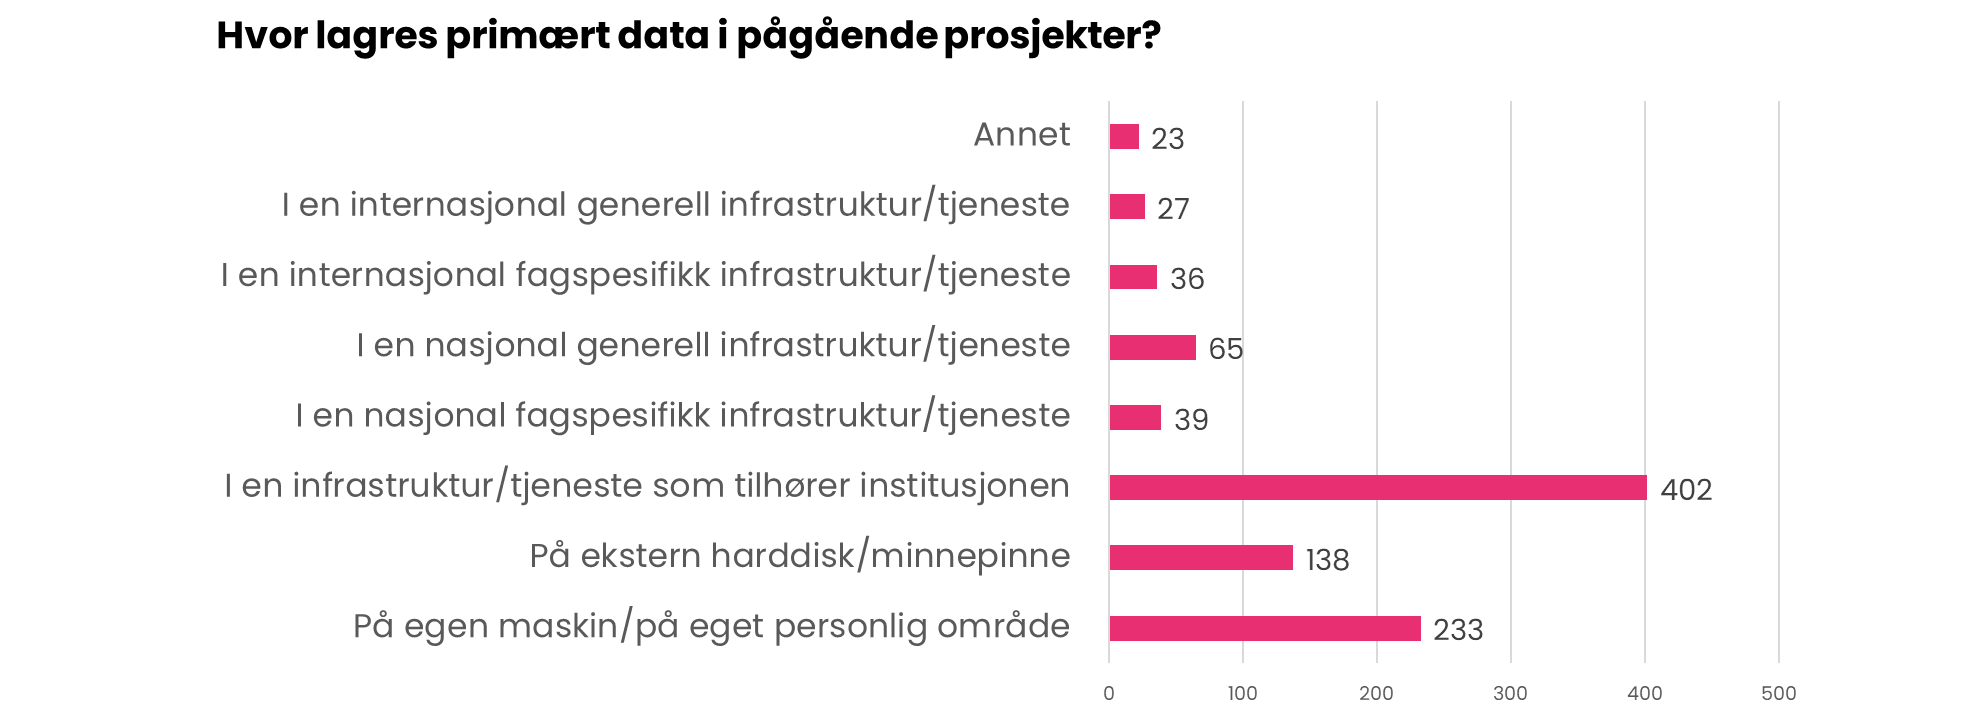 Hvor lagres primært data i pågående prosjekter?
Annet 23
I en internasjonal generell infrastruktur/tjeneste 27
I en internasjonal fagspesifikk infrastruktur/tjeneste 36
I en nasjonal generell infrastruktur/tjeneste 65
I en nasjonal fagspesifikk infrastruktur/tjeneste 39
I en infrastruktur/tjeneste som tilhører institusjonen 402
På ekstern harddisk/minnepinne 138
På egen maskin/på eget personlig område 233
0 100 200 300 400 500